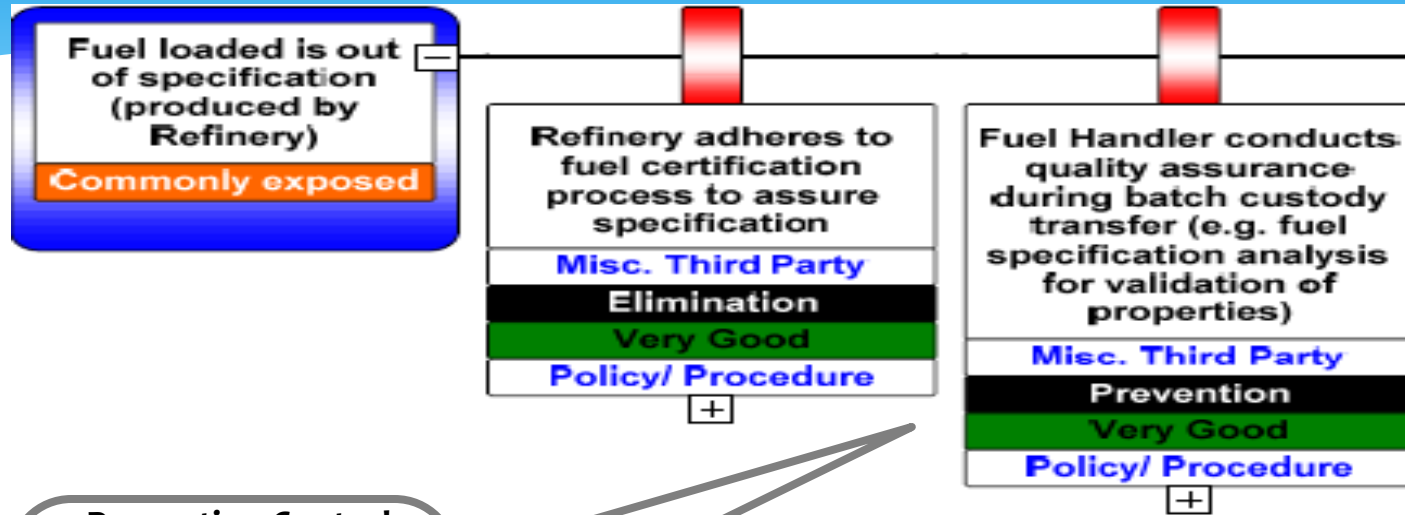 Fuel loaded is out
of specification
(produced by
Refinery)
Commonly exposed
Refinery adheres to
fuel certification
process to assure
specification
Misc. Third Party
Elimination
Very Good
Policy/ Procedure
Fuel Handler conducts
quality assurance
during batch custody
transfer (e.g. fuel
specification analysis
for validation of
properties)
Misc. Third Party
Prevention
Very Good
Policy/ Procedure